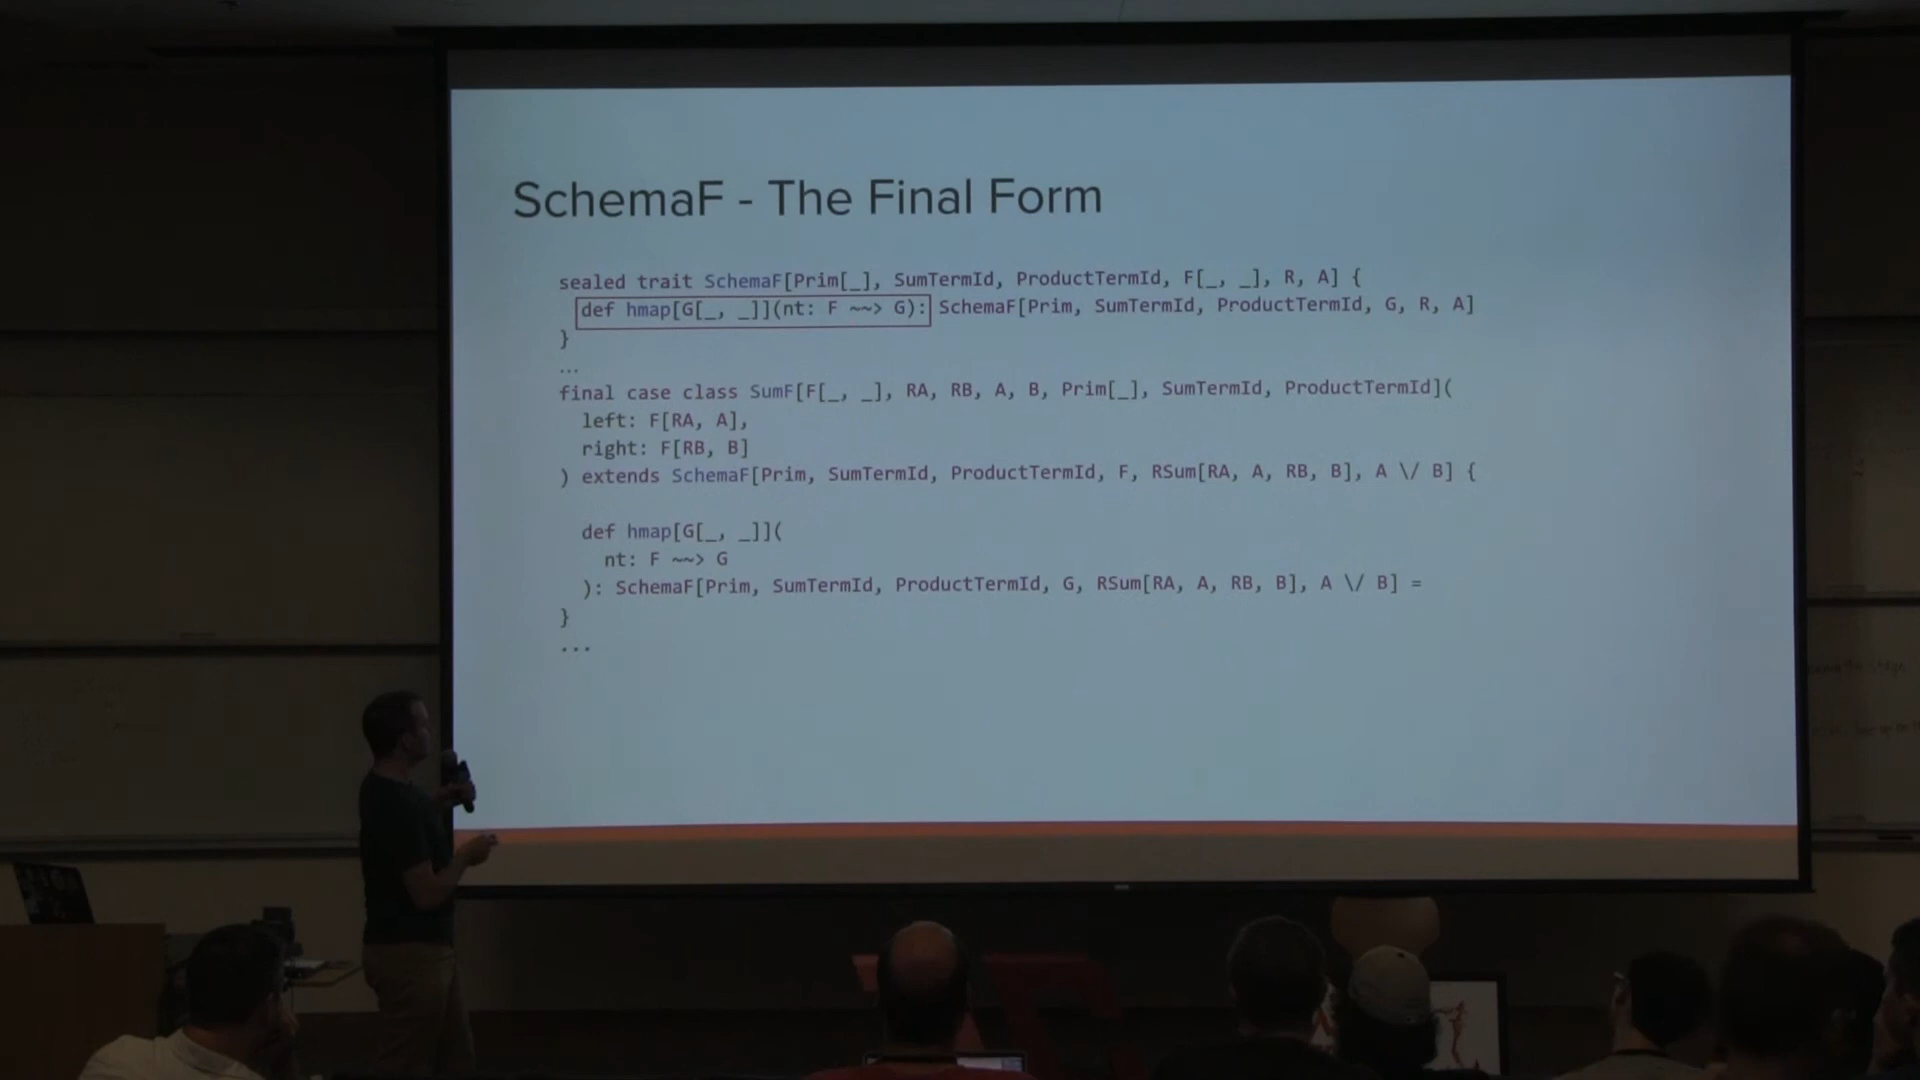 SchemaF - The Final Form
sealed trait SchemaF[Prim[_], SumTermId, ProductTermId, F[_, _], R, A] {
def hmap[G[_, _]](nt: F ~~> G): SchemaF[Prim, SumTermId, ProductTermId, G, R, A]
}
...
final case class SumF[F[_, _], RA, RB, A, B, Prim[_], SumTermId, ProductTermId](
left: F[RA, A],
right: F[RB, B]
) extends SchemaF[Prim, SumTermId, ProductTermId, F, RSum[RA, A, RB, B], A \/ B] {
def hmap[G[_, _]](
nt: F ~~> G
): SchemaF[Prim, SumTermId, ProductTermId, G, RSum[RA, A, RB, B], A \/ B] =
}
...